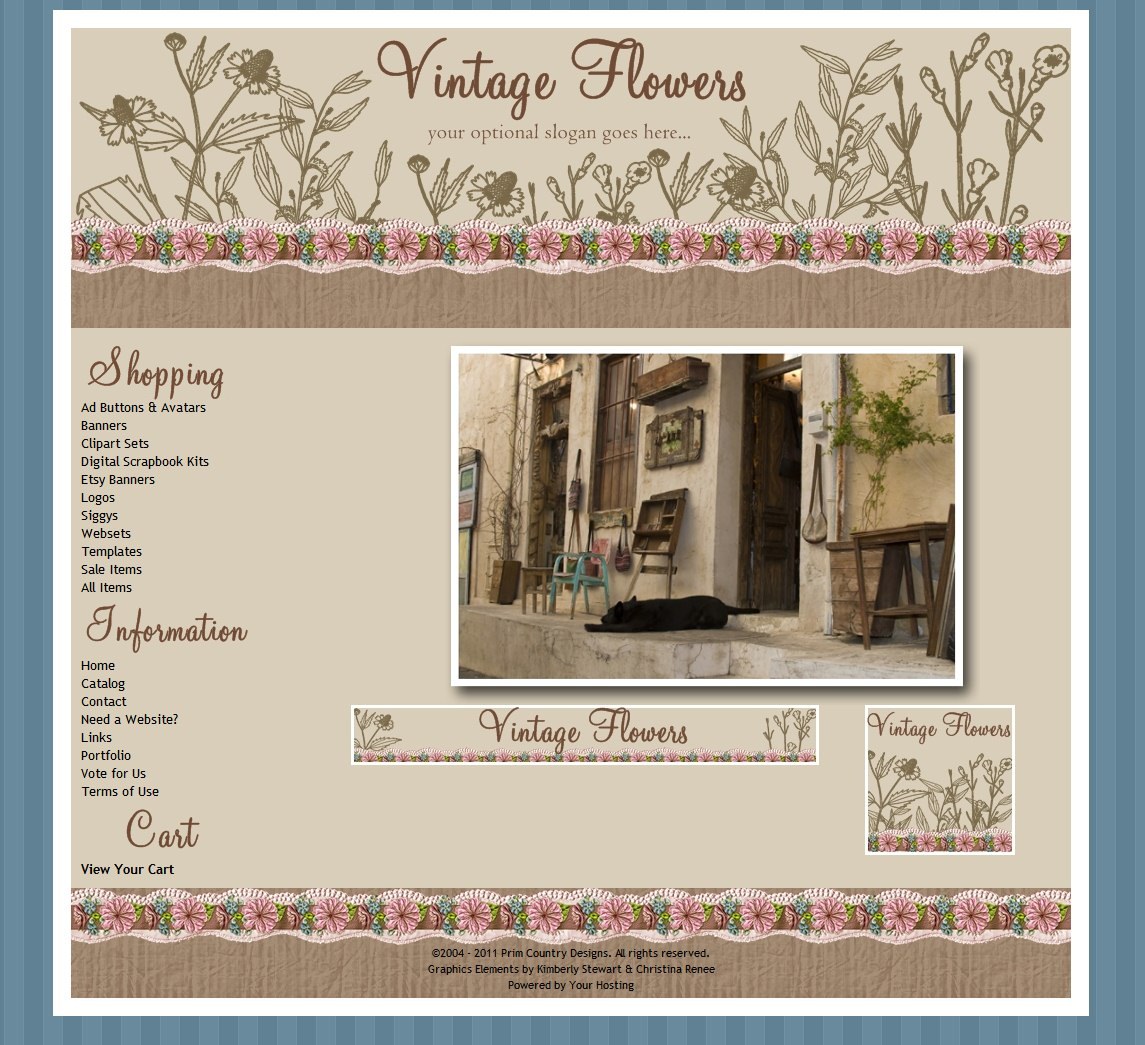 Vintage Flowers
your optional slogan goes here...
Shopping
Ad Buttons & Avatars
Banners
Clipart Sets
Digital Scrapbook Kits
Etsy Banners
Logos
Siggys
Websets
Templates
Sale Items
All Items
Information
Home
Catalog
Contact
Need a Website?
Links
Portfolio
Vote for Us
Terms of Use
Cart
View Your Cart
Vintage Flowers
Vintage Flowers
©2004 - 2011 Prim Country Designs. All rights reserved.
Graphics Elements by Kimberly Stewart & Christina Renee
Powered by Your Hosting